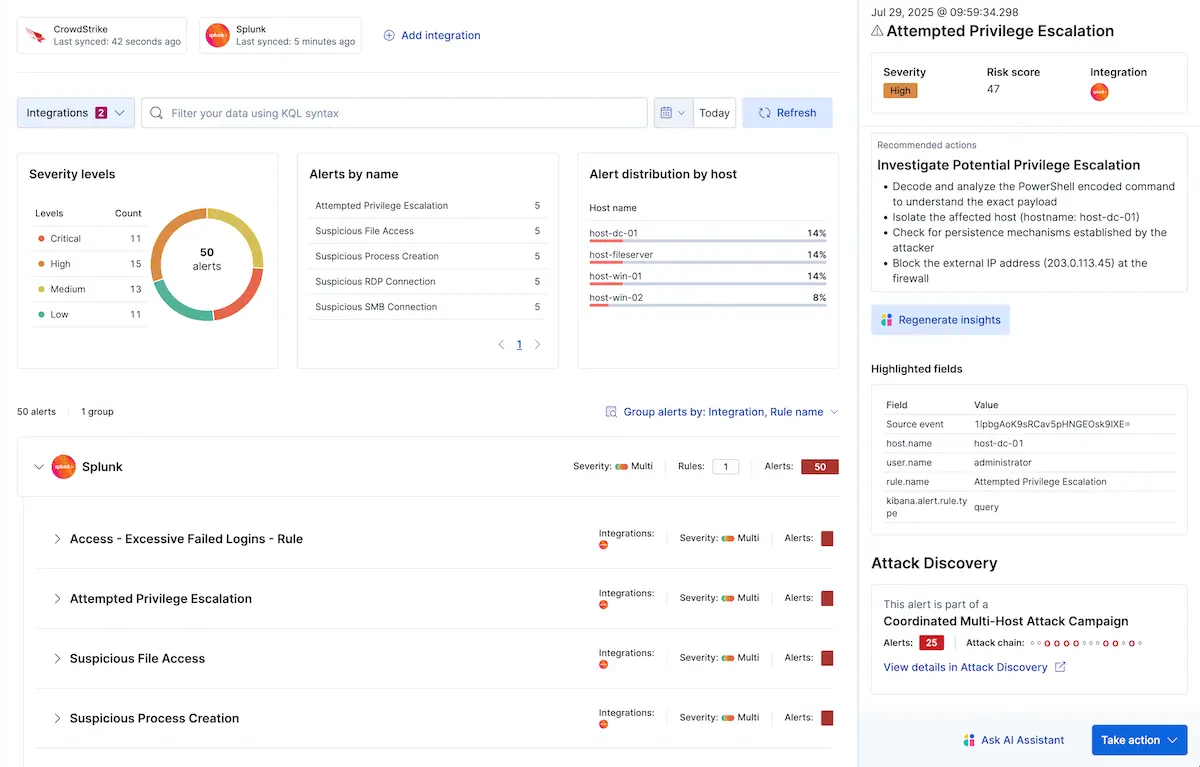 CrowdStrike
Last synced: 42 seconds ago
Splunk
Last synced: 5 minutes ago
Add integration
Integrations 2
Filter your data using KQL syntax
Today
Refresh
Severity levels
Levels Count
Critical 11
High 15
Medium 13
Low 11
50
alerts
Alerts by name
Attempted Privilege Escalation 5
Suspicious File Access 5
Suspicious Process Creation 5
Suspicious RDP Connection 5
Suspicious SMB Connection 5
1
Alert distribution by host
Host name
host-dc-01 14%
host-fileserver 14%
host-win-01 14%
host-win-02 8%
50 alerts 1 group
Group alerts by: Integration, Rule name
splunk> Splunk Severity: Multi Rules: 1 Alerts: 50
Access - Excessive Failed Logins - Rule Integrations: Severity: Multi Alerts:
Attempted Privilege Escalation Integrations: Severity: Multi Alerts:
Suspicious File Access Integrations: Severity: Multi Alerts:
Suspicious Process Creation Integrations: Severity: Multi Alerts:
Jul 29, 2025 @ 09:59:34.298
Attempted Privilege Escalation
Severity Risk score Integration
High 47
Recommended actions
Investigate Potential Privilege Escalation
• Decode and analyze the PowerShell encoded command
to understand the exact payload
• Isolate the affected host (hostname: host-dc-01)
• Check for persistence mechanisms established by the
attacker
• Block the external IP address (203.0.113.45) at the
firewall
Regenerate insights
Highlighted fields
Field Value
Source event
host.name host-dc-01
user.name administrator
rule.name Attempted Privilege Escalation
kibana.alert.rule.ty
pe query
Attack Discovery
This alert is part of a
Coordinated Multi-Host Attack Campaign
Alerts: 25 Attack chain:
View details in Attack Discovery
Ask AI Assistant
Take action